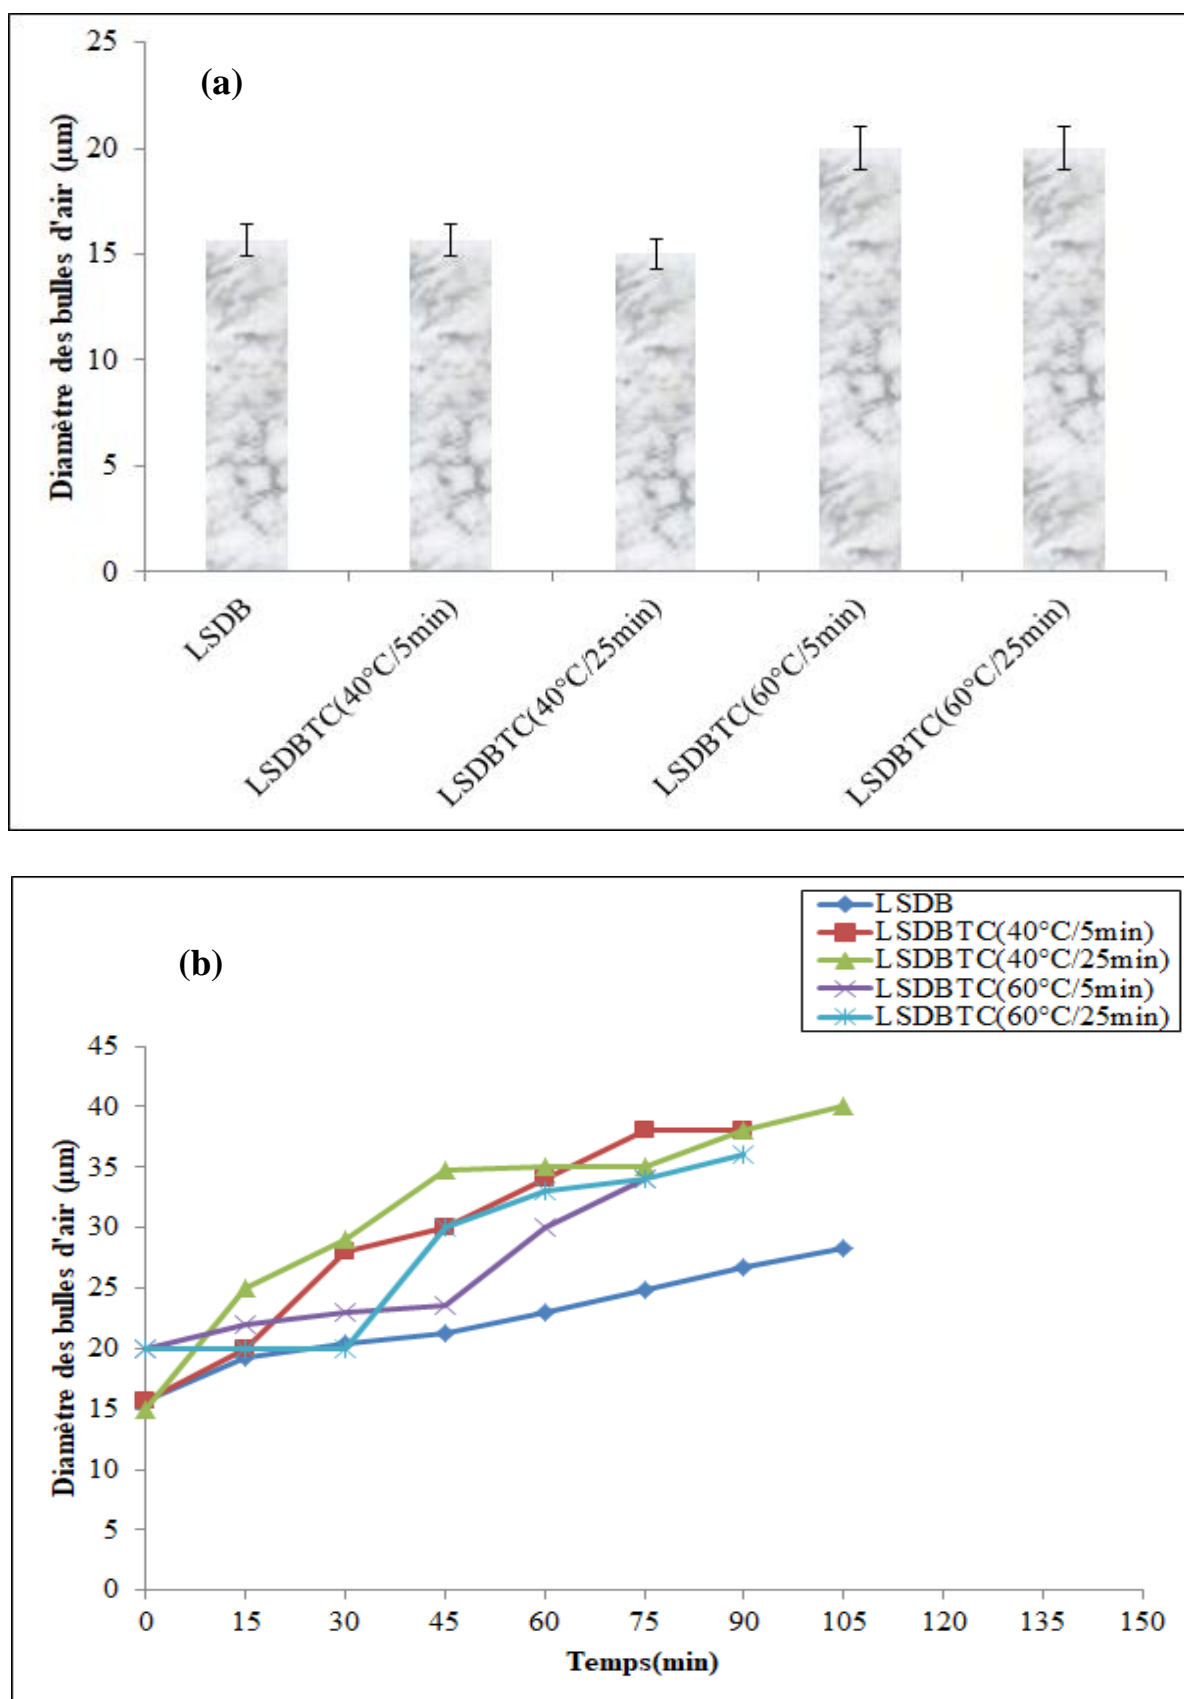 (a)
Diamètre des bulles d'air (µm)
25
20
15
10
5
0
LSDB
LSDBTC(40°C/5min)
LSDBTC(40°C/25min)
LSDBTC(60°C/5min)
LSDBTC(60°C/25min)
LSDB
LSDBTC(40°C/5min)
LSDBTC(40°C/25min)
LSDBTC(60°C/5min)
LSDBTC(60°C/25min)
(b)
Diamètre des bulles d'air (µm)
45
40
35
30
25
20
15
10
5
0
0 15 30 45 60 75 90 105 120 135 150
Temps(min)